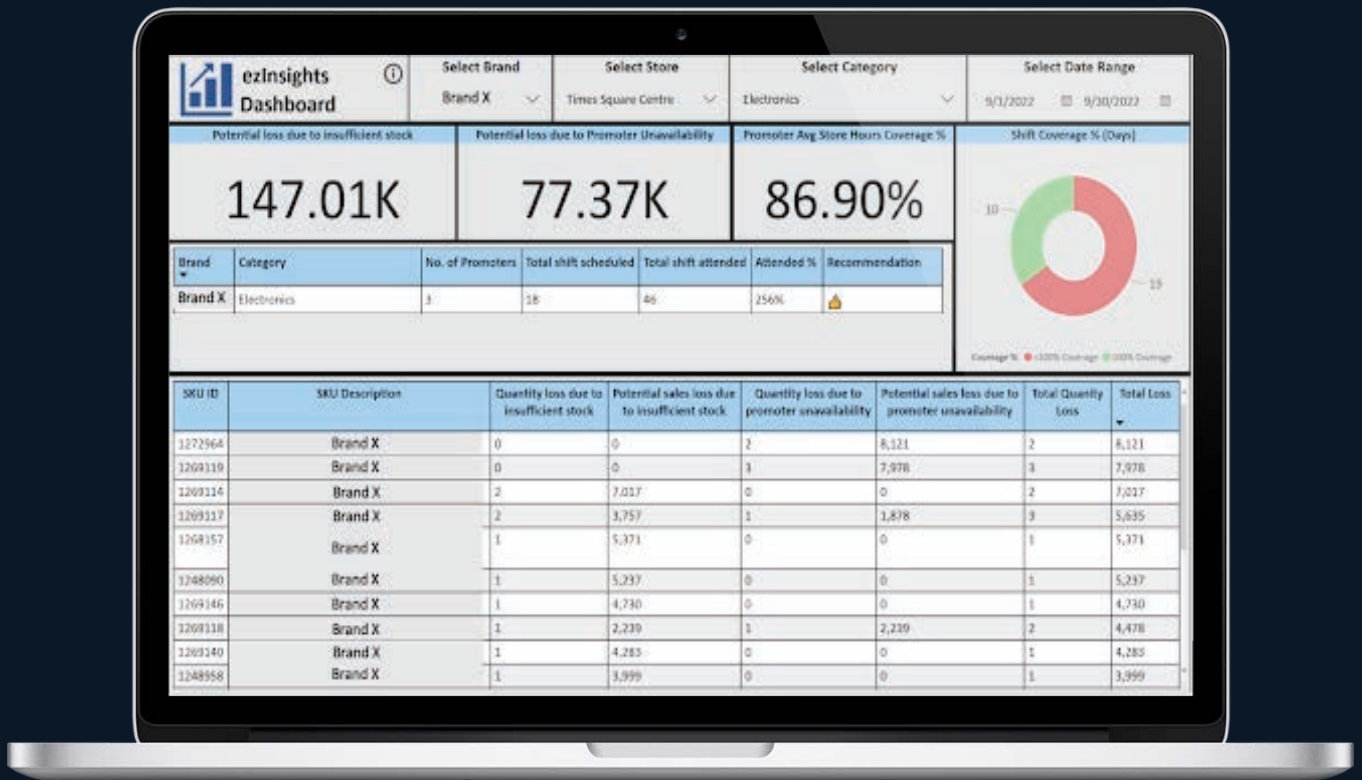 ezInsights
Dashboard
Select Brand
Brand X
Select Store
Times Square Centre
Select Category
Electronics
Select Date Range
9/1/2022 9/30/2022
Potential loss due to insufficient stock
147.01K
Potential loss due to Promoter Unavailability
77.37K
Promoter Avg Store Hours Coverage %
86.90%
Shift Coverage % (Days)
10
19
Coverage % <100% Coverage 100% Coverage
Brand Category No. of Promoters Total shift scheduled Total shift attended Attended % Recommendation
Brand X Electronics 3 18 46 256%
SKU ID SKU Description Quantity loss due to insufficient stock Potential sales loss due to insufficient stock Quantity loss due to promoter unavailability Potential sales loss due to promoter unavailability Total Quantity Loss Total Loss
1272964 Brand X 0 0 2 8,121 2 8,121
1269119 Brand X 0 0 3 7,978 3 7,978
1269114 Brand X 2 7,017 0 0 2 7,017
1269117 Brand X 2 3,757 1 1,878 3 5,635
1268157 Brand X 1 5,371 0 0 1 5,371
1248090 Brand X 1 5,237 0 0 1 5,237
1269146 Brand X 1 4,730 0 0 1 4,730
1269118 Brand X 1 2,239 1 2,239 2 4,478
1269140 Brand X 1 4,283 0 0 1 4,283
1248958 Brand X 1 3,999 0 0 1 3,999